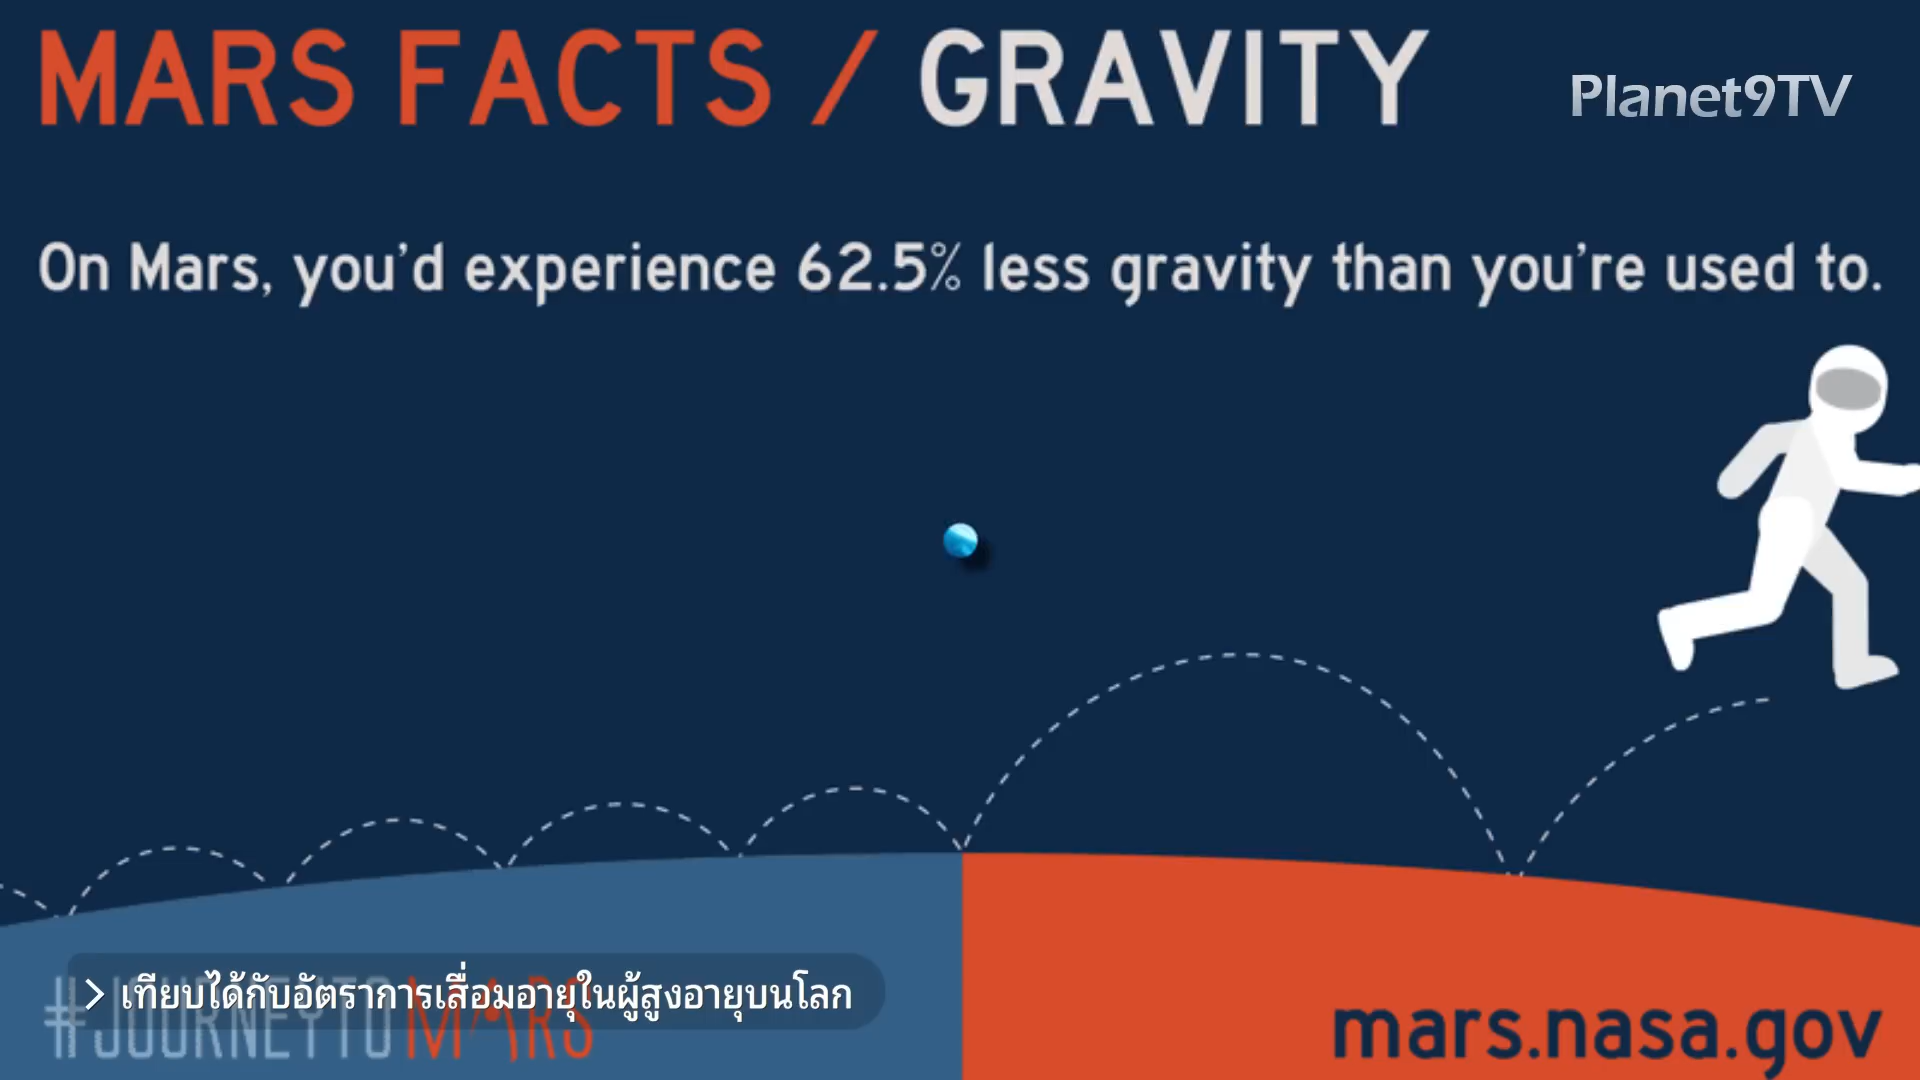 MARS FACTS / GRAVITY
Planet9TV
On Mars, you'd experience 62.5% less gravity than you're used to.
> เทียบได้กับอัตราการเสื่อมอายุในผู้สูงอายุบนโลก
#JOURNEYTOMARS
mars.nasa.gov